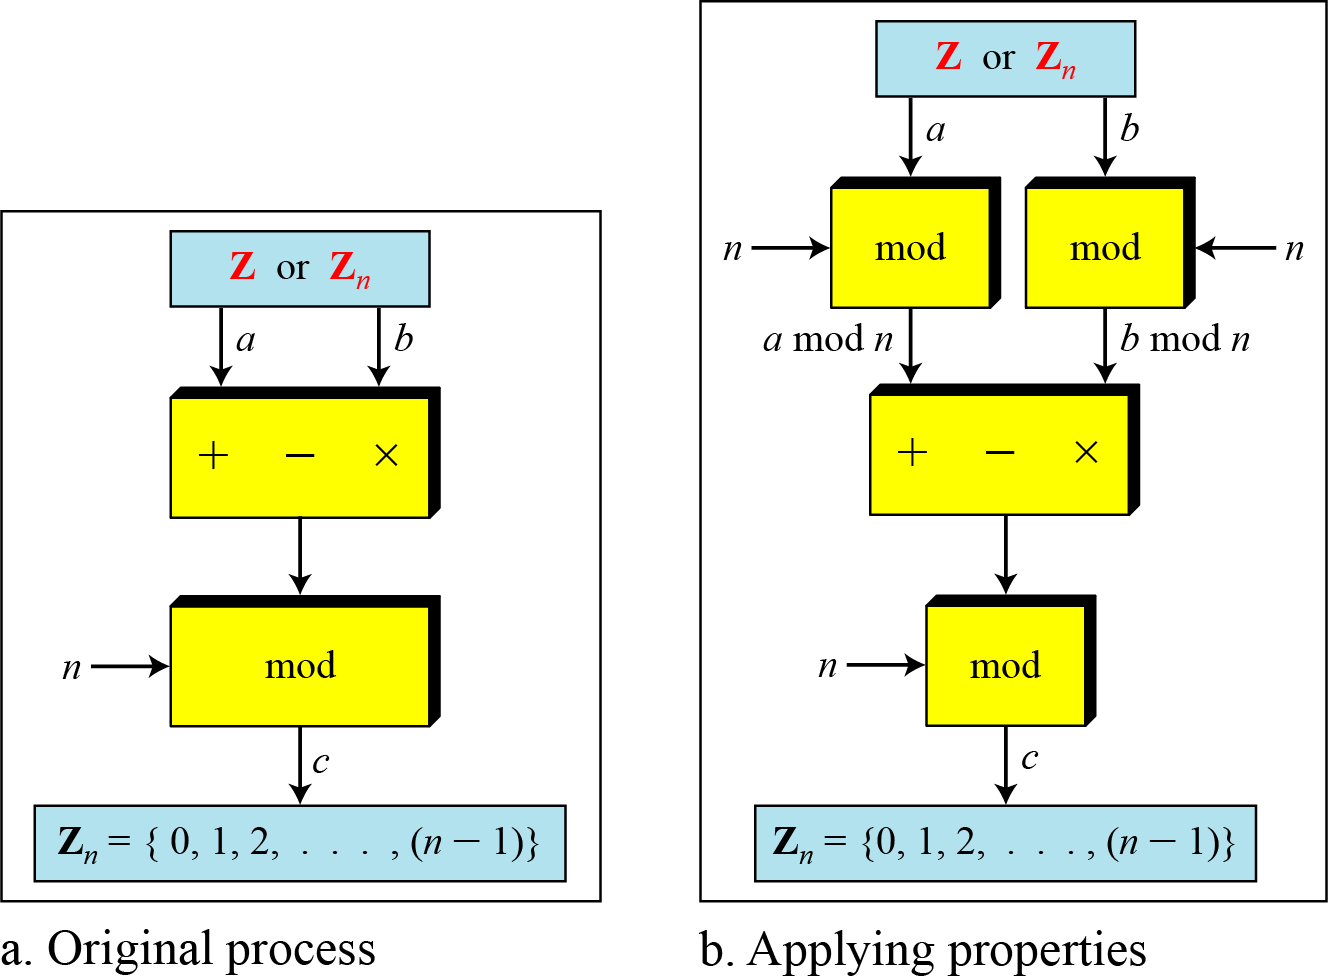 Z or Zn
a b
+ − ×
n mod
c
Zn = { 0, 1, 2, . . . . , (n − 1)}
a. Original process
Z or Zn
a b
n mod mod n
a mod n b mod n
+ − ×
n mod
c
Zn = {0, 1, 2, . . . , (n − 1)}
b. Applying properties